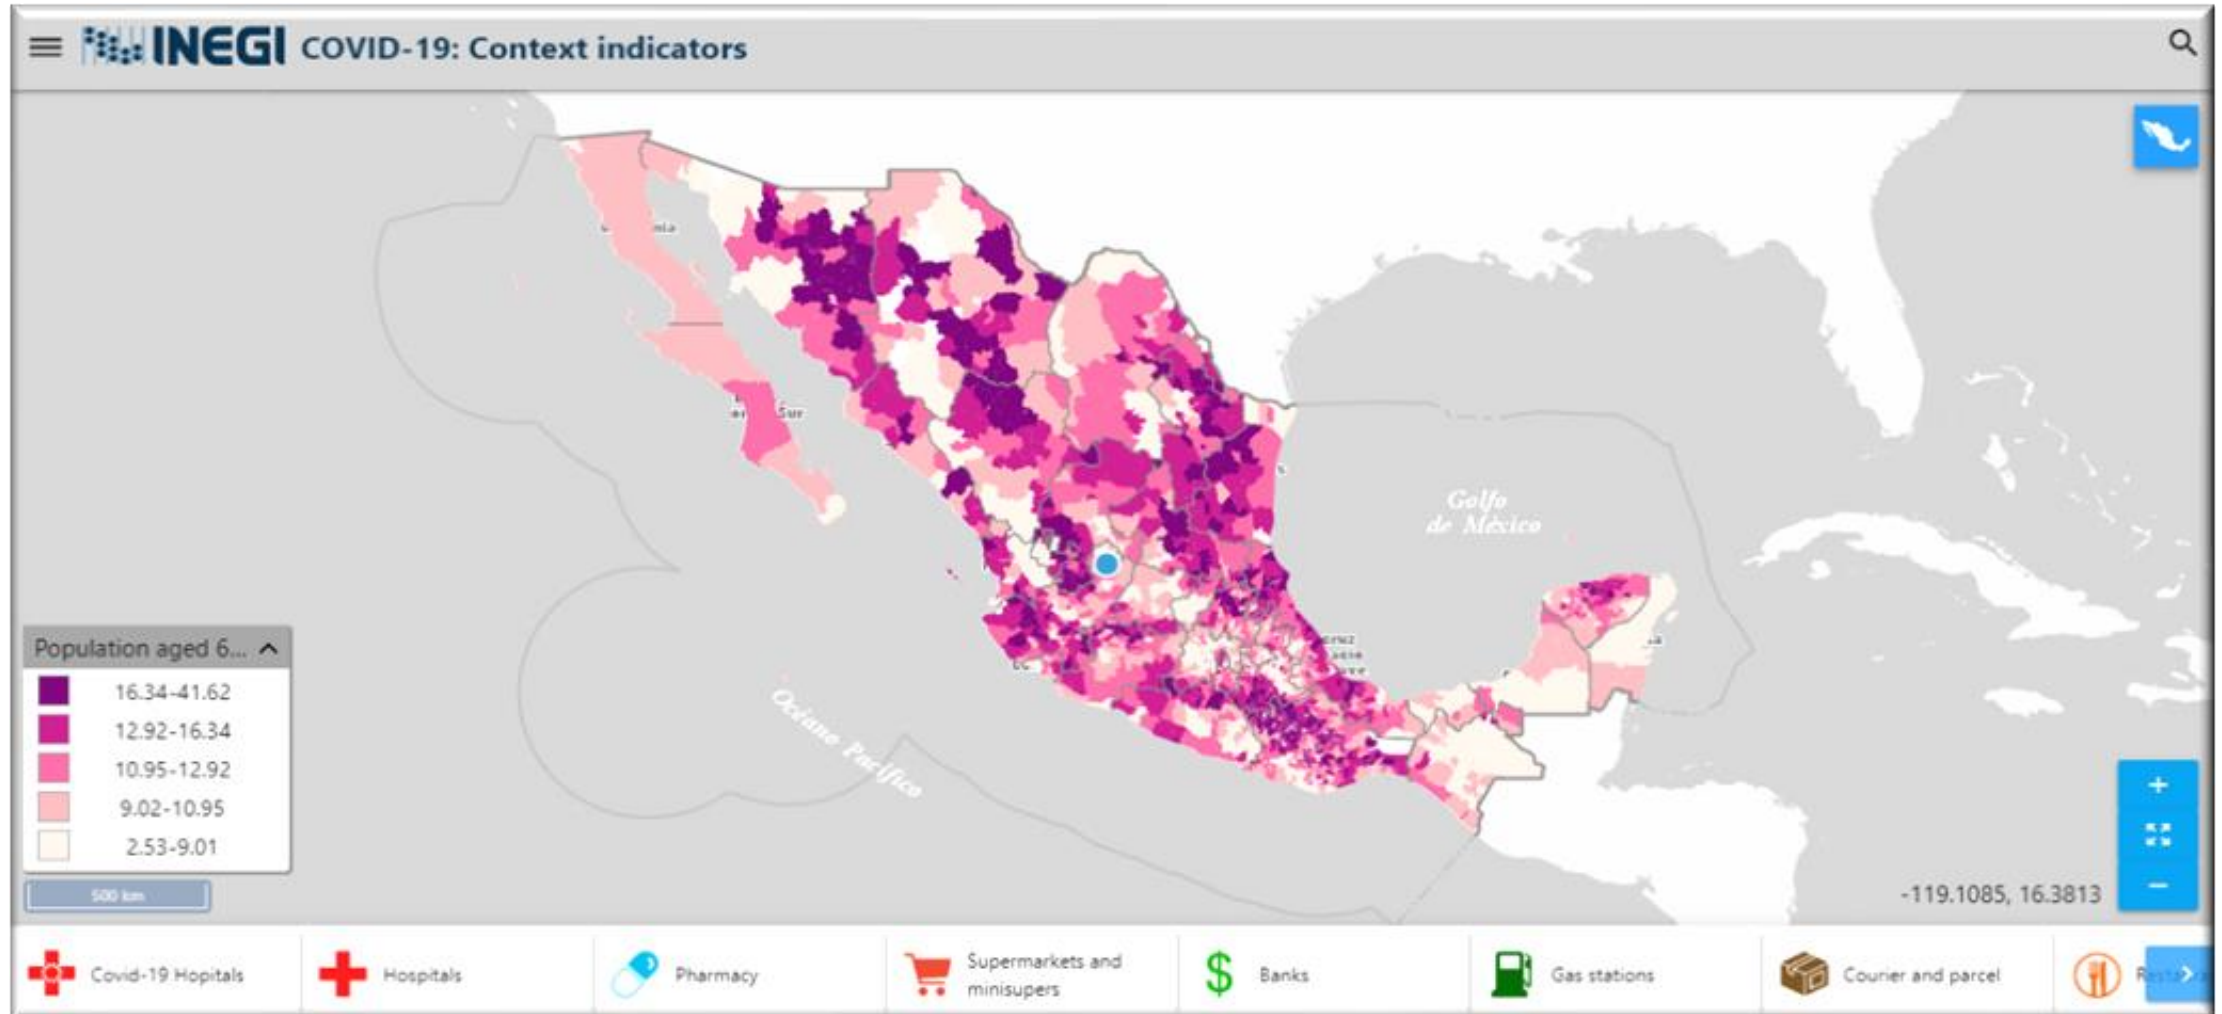 INEGI COVID-19: Context indicators
Golfo
de México
Océano Pacífico
Population aged 6...
16.34-41.62
12.92-16.34
10.95-12.92
9.02-10.95
2.53-9.01
500 km
-119.1085, 16.3813
+
−
Covid-19 Hopitals
Hospitals
Pharmacy
Supermarkets and
minisupers
Banks
Gas stations
Courier and parcel